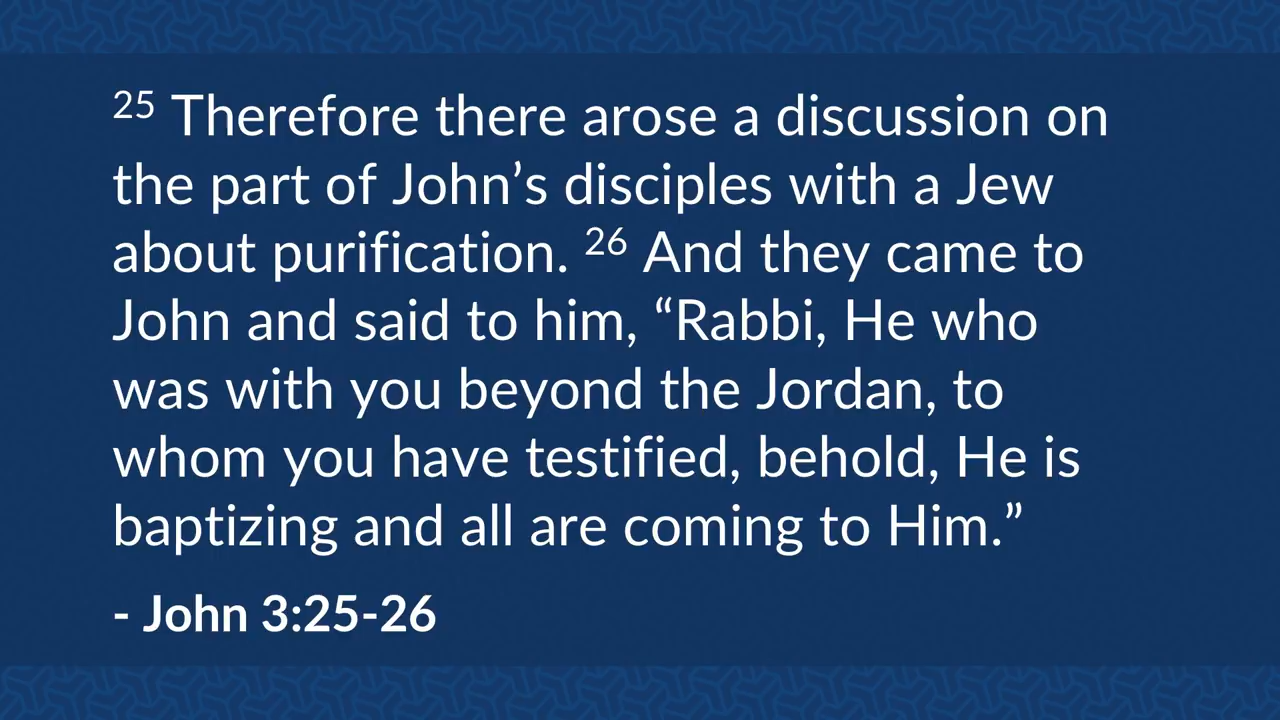 25 Therefore there arose a discussion on
the part of John’s disciples with a Jew
about purification. 26 And they came to
John and said to him, “Rabbi, He who
was with you beyond the Jordan, to
whom you have testified, behold, He is
baptizing and all are coming to Him.”
- John 3:25-26